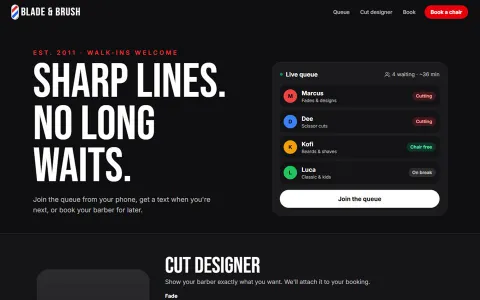 BLADE & BRUSH
Queue
Cut designer
Book
Book a chair
EST. 2011 · WALK-INS WELCOME
SHARP LINES.
NO LONG
WAITS.
Join the queue from your phone, get a text when you're
next, or book your barber for later.
Live queue
4 waiting · ~36 min
M
Marcus
Fades & designs
Cutting
D
Dee
Scissor cuts
Cutting
K
Kofi
Beards & shaves
Chair free
L
Luca
Classic & kids
On break
Join the queue
CUT DESIGNER
Show your barber exactly what you want. We'll attach it to your booking.
Fade